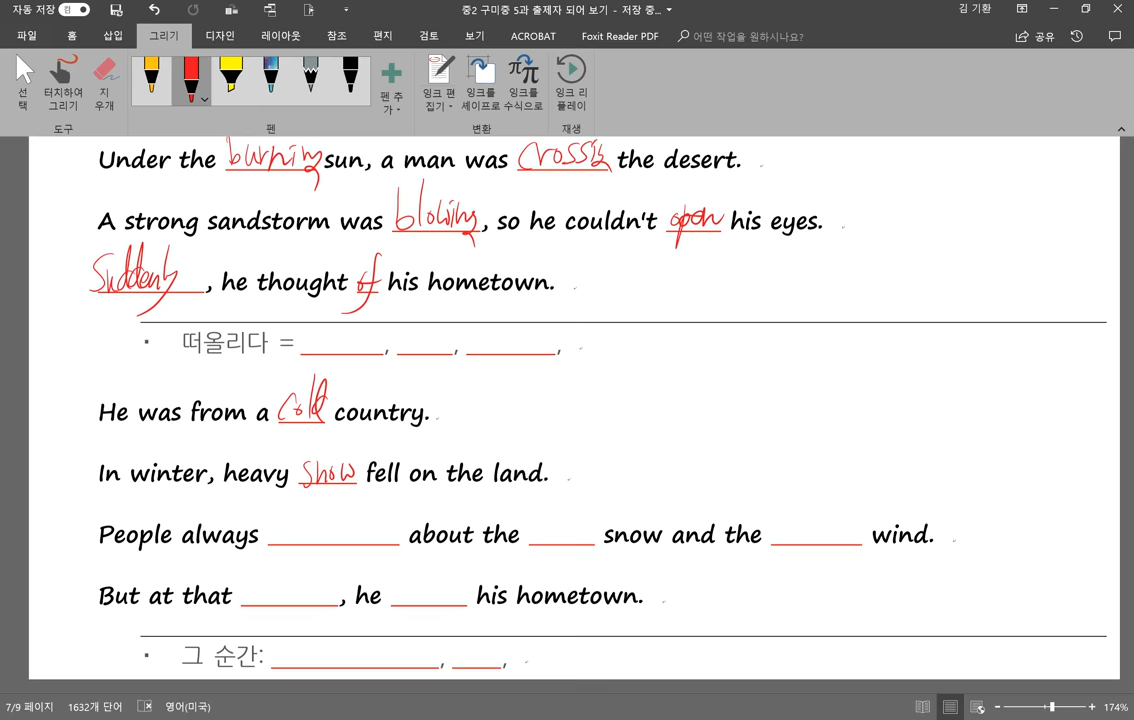 자동 저장 컴 중2 구미중 5과 출제자 되어 보기 - 저장 중... 김 기환
파일 홈 삽입 그리기 디자인 레이아웃 참조 편지 검토 보기 ACROBAT Foxit Reader PDF 어떤 작업을 원하시나요? 공유
선택 터치하여 그리기 지우개 펜 추가 잉크 편집기 잉크를 셰이프로 잉크를 수식으로 잉크 리플레이
도구 펜 변환 재생
Under the burning sun, a man was crossing the desert.
A strong sandstorm was blowing, so he couldn't open his eyes.
Suddenly, he thought of his hometown.
· 떠올리다 = ________, ______, ________,
He was from a cold country.
In winter, heavy snow fell on the land.
People always ____________ about the ______ snow and the ________ wind.
But at that _________, he _______ his hometown.
· 그 순간: _______________, _____,
7/9 페이지 1632개 단어 영어(미국) 174%